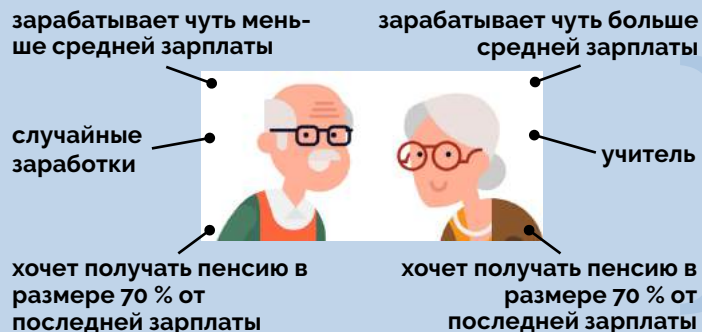 зарабатывает чуть мень-
ше средней зарплаты
зарабатывает чуть больше
средней зарплаты
случайные
заработки
учитель
хочет получать пенсию в
размере 70 % от
последней зарплаты
хочет получать пенсию в
размере 70 % от
последней зарплаты